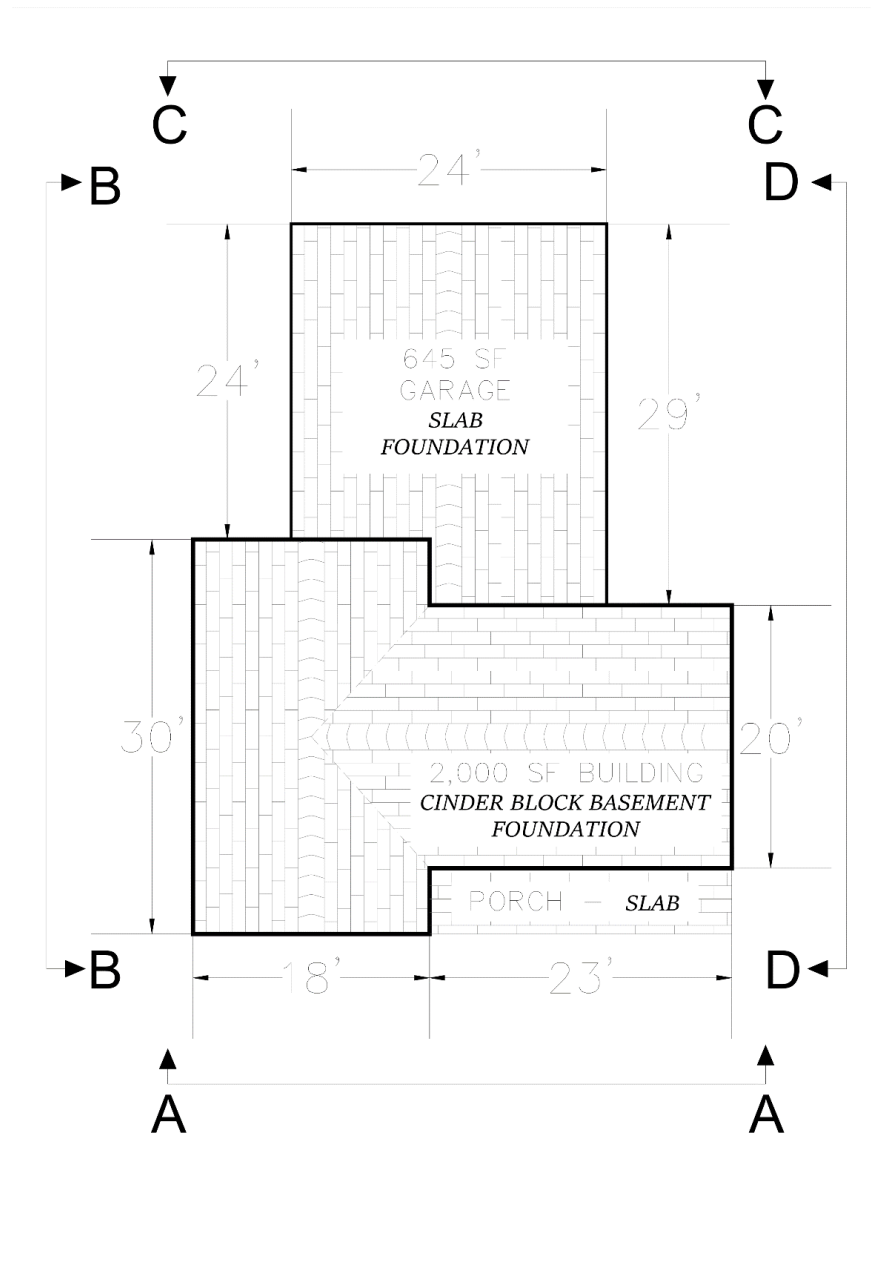 C C
B D
24'
24'
645 SF
GARAGE
SLAB
FOUNDATION
29'
30'
20'
2,000 SF BUILDING
CINDER BLOCK BASEMENT
FOUNDATION
PORCH – SLAB
B D
18' 23'
A A